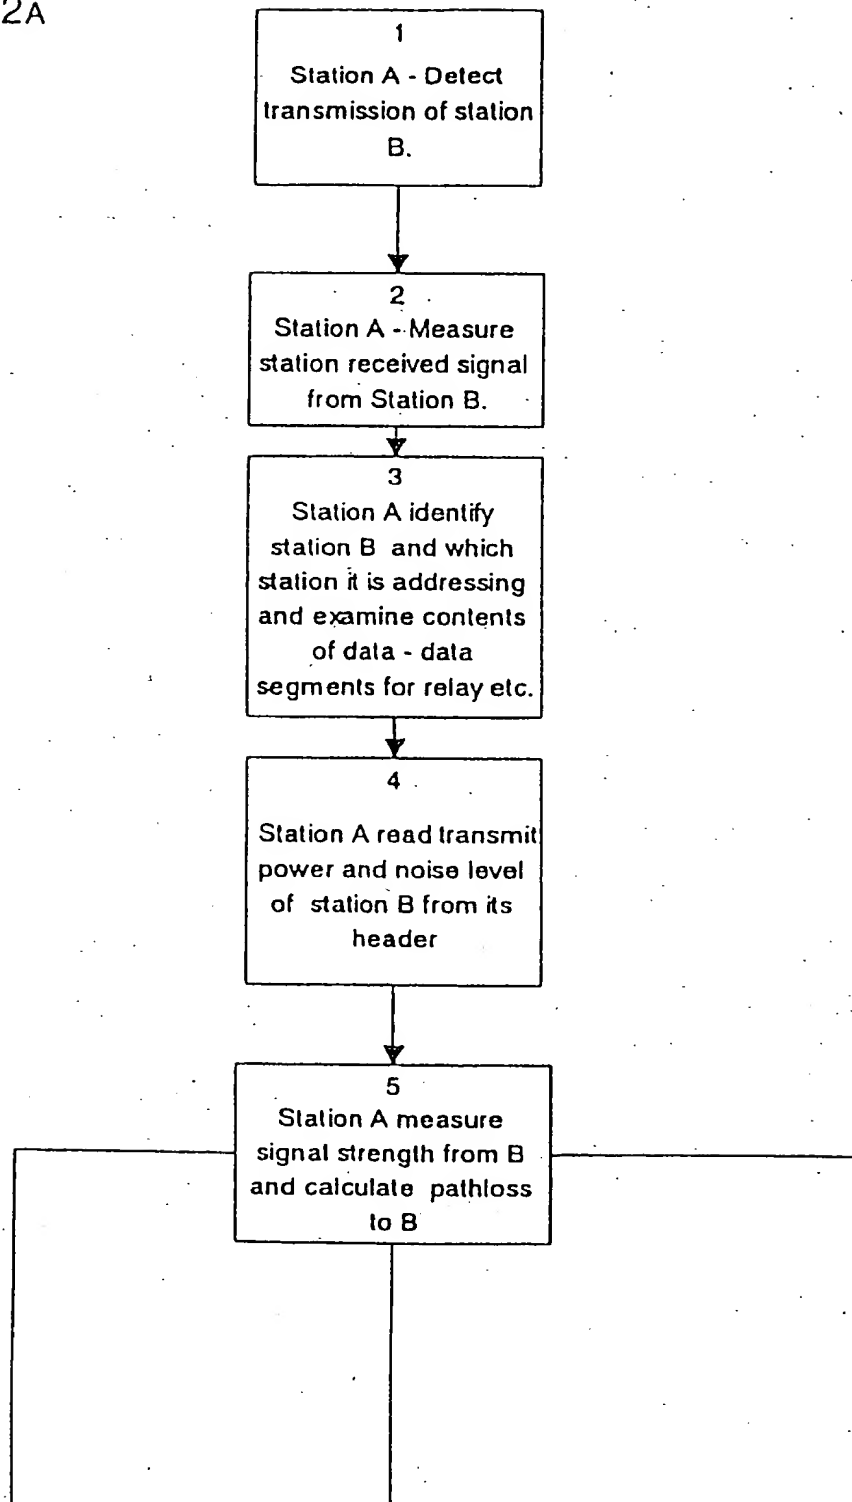 2A
1
Station A - Detect
transmission of station
B.
2
Station A - Measure
station received signal
from Station B.
3
Station A identify
station B and which
station it is addressing
and examine contents
of data - data
segments for relay etc.
4
Station A read transmit
power and noise level
of station B from its
header
5
Station A measure
signal strength from B
and calculate pathloss
to B